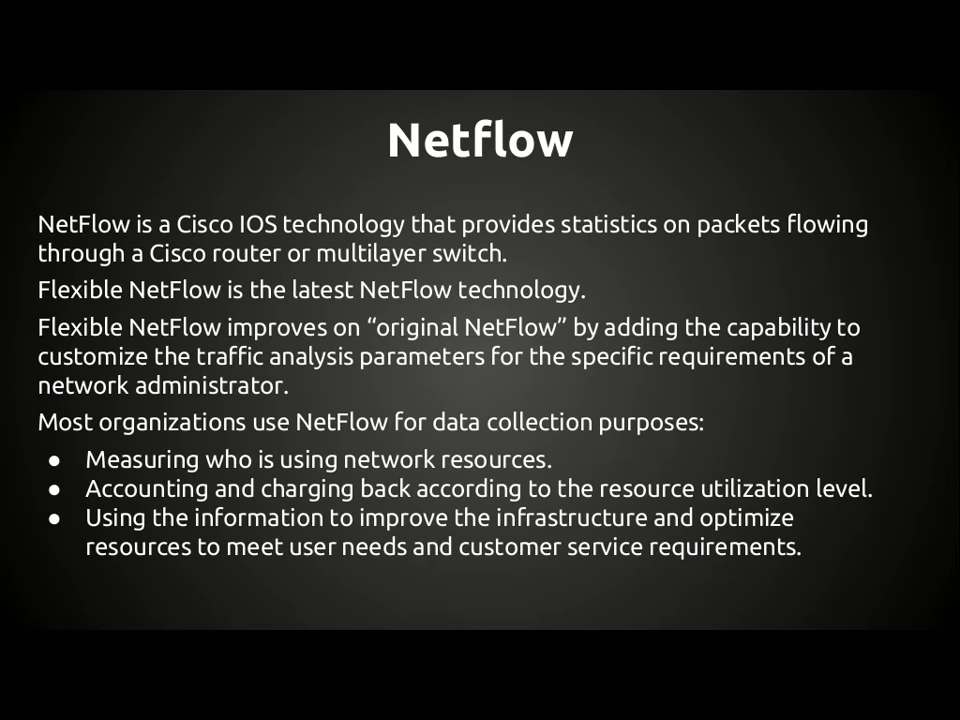 Netflow
NetFlow is a Cisco IOS technology that provides statistics on packets flowing
through a Cisco router or multilayer switch.
Flexible NetFlow is the latest NetFlow technology.
Flexible NetFlow improves on “original NetFlow” by adding the capability to
customize the traffic analysis parameters for the specific requirements of a
network administrator.
Most organizations use NetFlow for data collection purposes:
● Measuring who is using network resources.
● Accounting and charging back according to the resource utilization level.
● Using the information to improve the infrastructure and optimize
resources to meet user needs and customer service requirements.